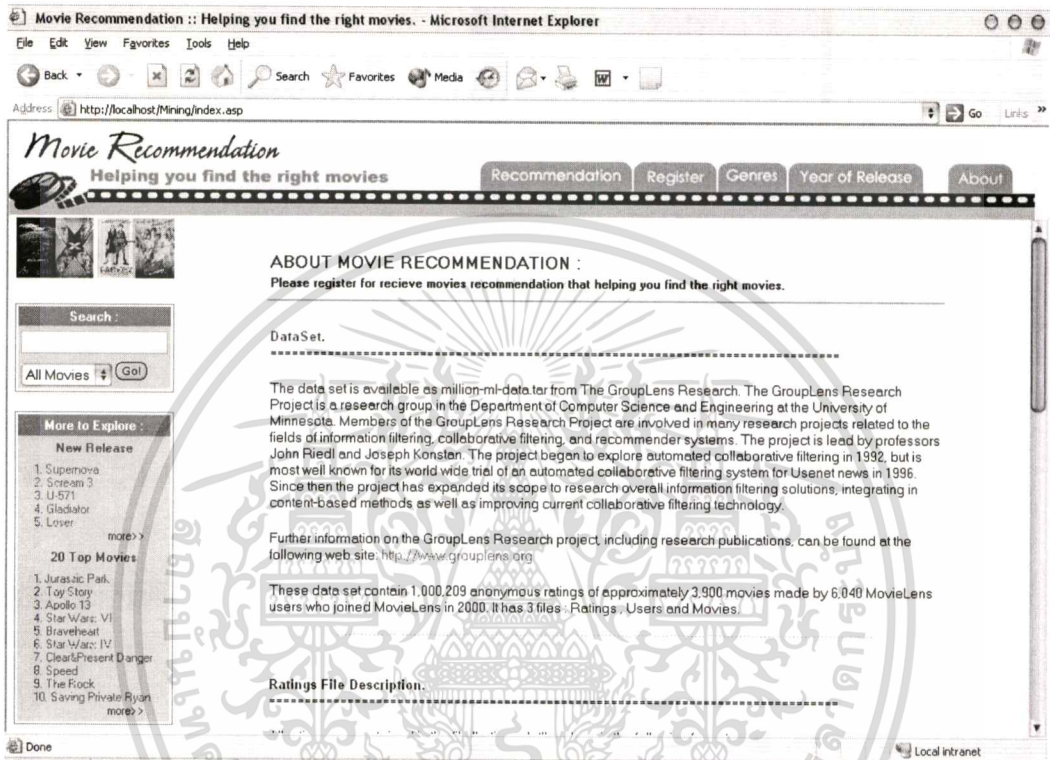 Movie Recommendation :: Helping you find the right movies. - Microsoft Internet Explorer
File Edit View Favorites Tools Help
Back Search Favorites Media
Address http://localhost/Mining/index.asp Go Links »
Movie Recommendation
Helping you find the right movies
Recommendation Register Genres Year of Release About
Search :
All Movies Go!
More to Explore :
New Release
1. Supernova
2. Scream 3
3. U-571
4. Gladiator
5. Loser
more>>
20 Top Movies
1. Jurassic Park
2. Toy Story
3. Apollo 13
4. Star Wars: VI
5. Braveheart
6. Star Wars: IV
7. Clear&Present Danger
8. Speed
9. The Rock
10. Saving Private Ryan
more>>
ABOUT MOVIE RECOMMENDATION :
Please register for recieve movies recommendation that helping you find the right movies.
DataSet.
The data set is available as million-ml-data.tar from The GroupLens Research. The GroupLens Research
Project is a research group in the Department of Computer Science and Engineering at the University of
Minnesota. Members of the GroupLens Research Project are involved in many research projects related to the
fields of information filtering, collaborative filtering, and recommender systems. The project is lead by professors
John Riedl and Joseph Konstan. The project began to explore automated collaborative filtering in 1992, but is
most well known for its world wide trial of an automated collaborative filtering system for Usenet news in 1996.
Since then the project has expanded its scope to research overall information filtering solutions, integrating in
content-based methods as well as improving current collaborative filtering technology.
Further information on the GroupLens Research project, including research publications, can be found at the
following web site: http://www.grouplens.org
These data set contain 1,000,209 anonymous ratings of approximately 3,900 movies made by 6,040 MovieLens
users who joined MovieLens in 2000. It has 3 files : Ratings , Users and Movies.
Ratings File Description.
Done Local intranet